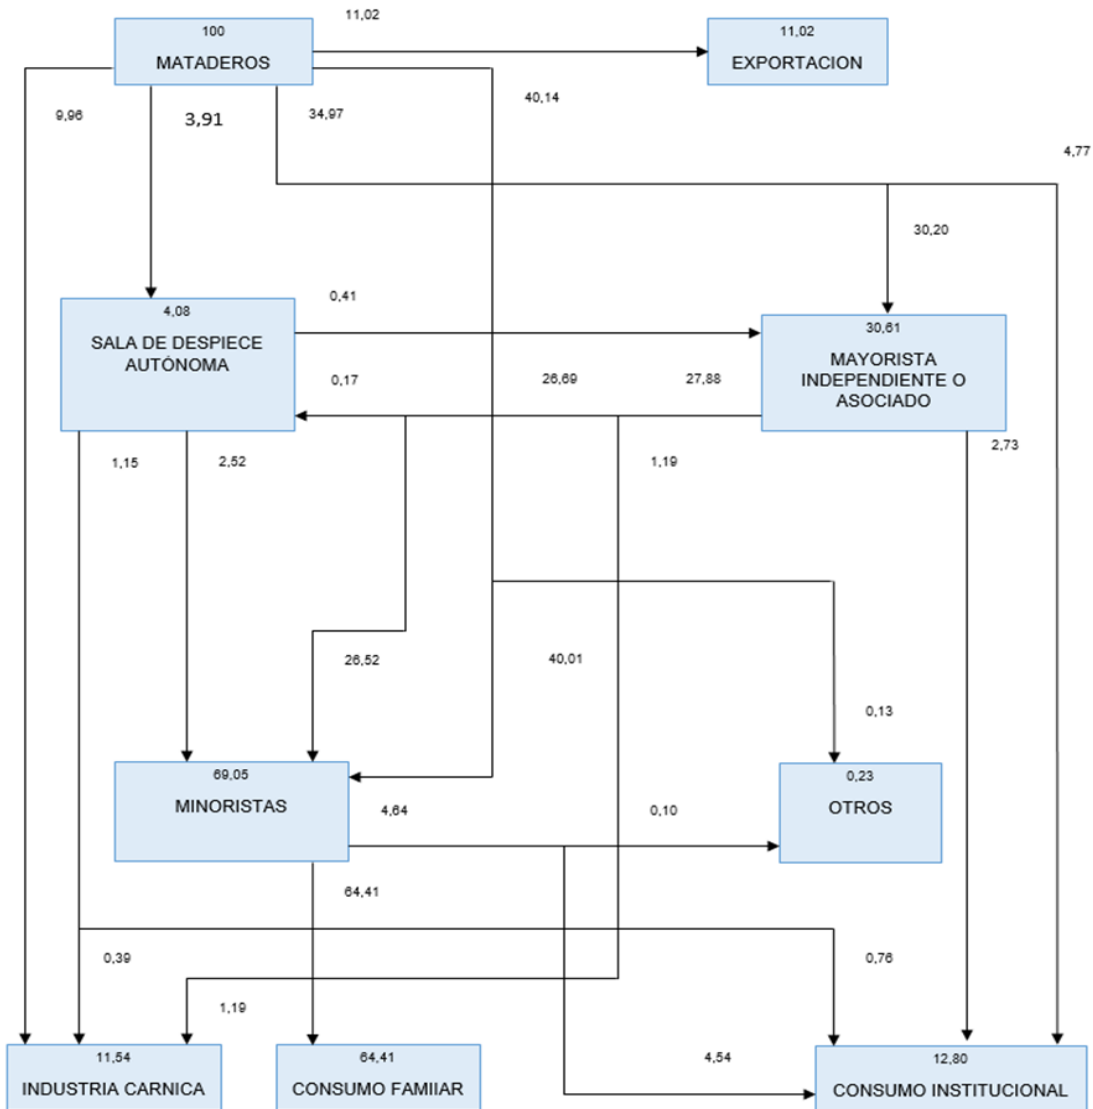 11,02
100
MATADEROS
11,02
EXPORTACION
40,14
9,96
3,91
34,97
4,77
30,20
0,41
4,08
SALA DE DESPIECE
AUTÓNOMA
30,61
MAYORISTA
INDEPENDIENTE O
ASOCIADO
0,17
26,69
27,88
1,15
2,52
1,19
2,73
26,52
40,01
0,13
69,05
MINORISTAS
0,23
OTROS
4,64
0,10
64,41
0,39
0,76
1,19
11,54
INDUSTRIA CARNICA
64,41
CONSUMO FAMIIAR
4,54
12,80
CONSUMO INSTITUCIONAL